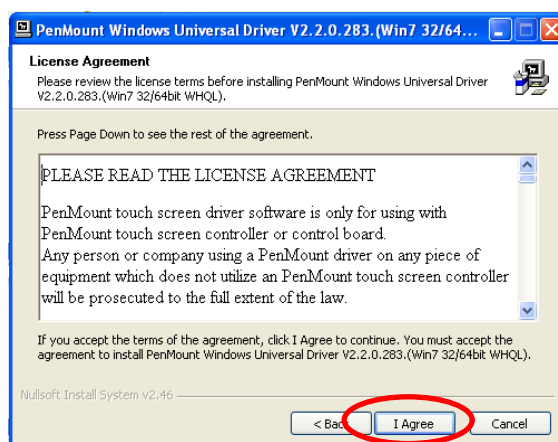 PenMount Windows Universal Driver V2.2.0.283.(Win7 32/64...
License Agreement
Please review the license terms before installing PenMount Windows Universal Driver
V2.2.0.283.(Win7 32/64bit WHQL).
Press Page Down to see the rest of the agreement.
PLEASE READ THE LICENSE AGREEMENT
PenMount touch screen driver software is only for using with
PenMount touch screen controller or control board.
Any person or company using a PenMount driver on any piece of
equipment which does not utilize an PenMount touch screen controller
will be prosecuted to the full extent of the law.
If you accept the terms of the agreement, click I Agree to continue. You must accept the
agreement to install PenMount Windows Universal Driver V2.2.0.283.(Win7 32/64bit WHQL).
Nullsoft Install System v2.46
< Back I Agree Cancel